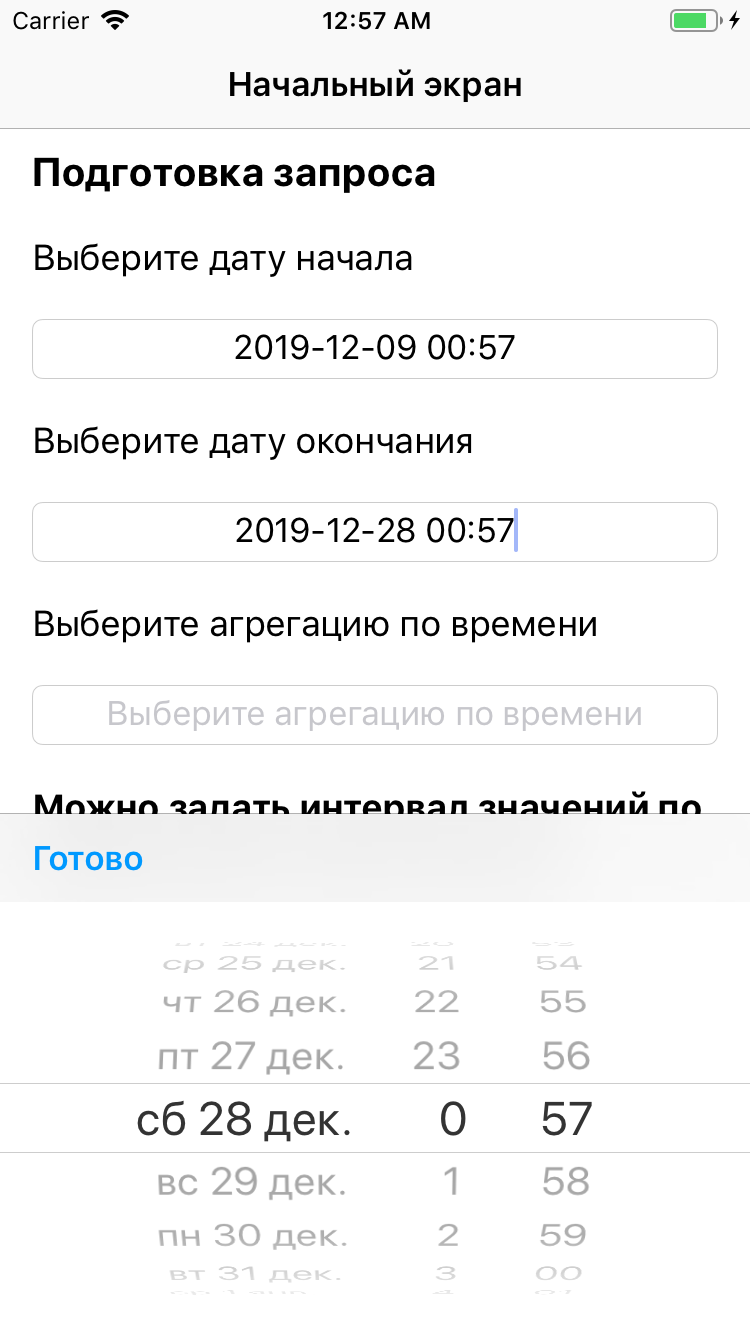 Carrier 12:57 AM
Начальный экран
Подготовка запроса
Выберите дату начала
2019-12-09 00:57
Выберите дату окончания
2019-12-28 00:57
Выберите агрегацию по времени
Выберите агрегацию по времени
Можно задать интервал значений по
Готово
ср 25 дек. 21 54
чт 26 дек. 22 55
пт 27 дек. 23 56
сб 28 дек. 0 57
вс 29 дек. 1 58
пн 30 дек. 2 59
вт 31 дек. 3 00